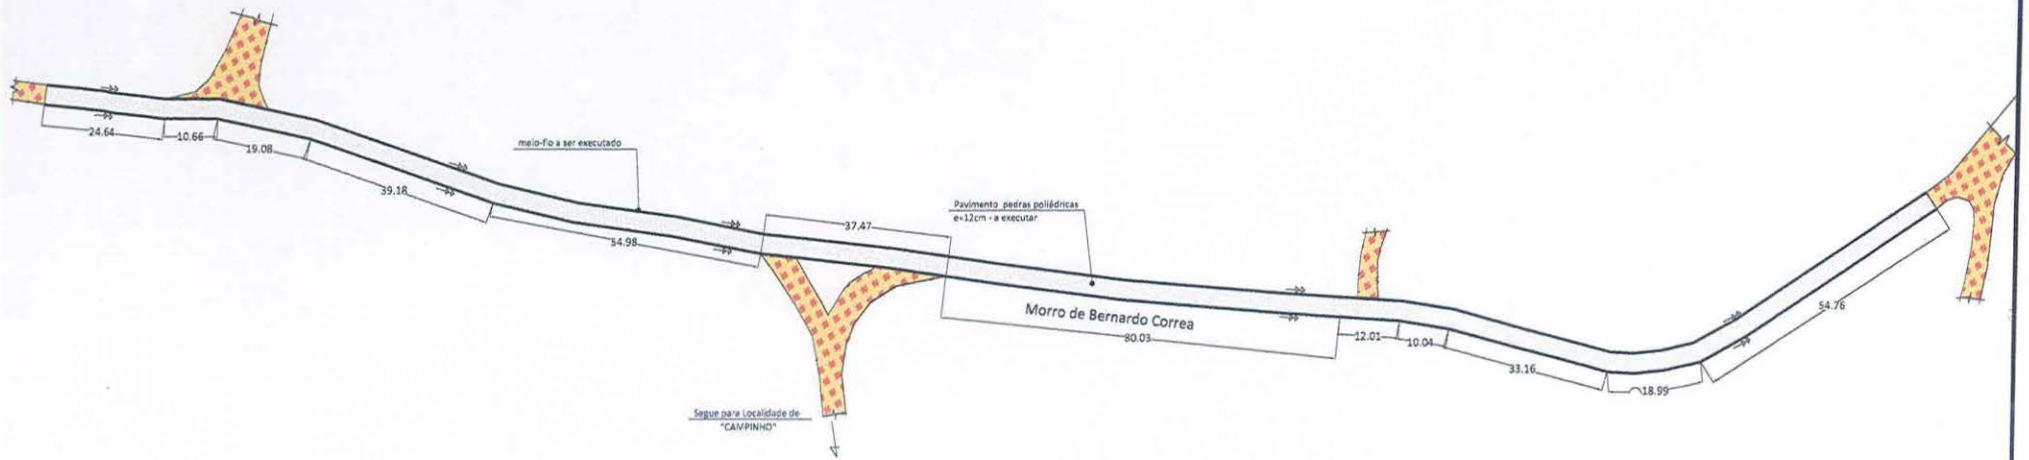 24.64
10.66
19.08
39.18
meio-fio a ser executado
54.98
37.47
Pavimento pedras poliédricas
e=12cm - a executar
Morro de Bernardo Correa
80.03
12.01
10.04
33.16
18.99
54.76
Segue para Localidade de
"CAMPINHO"